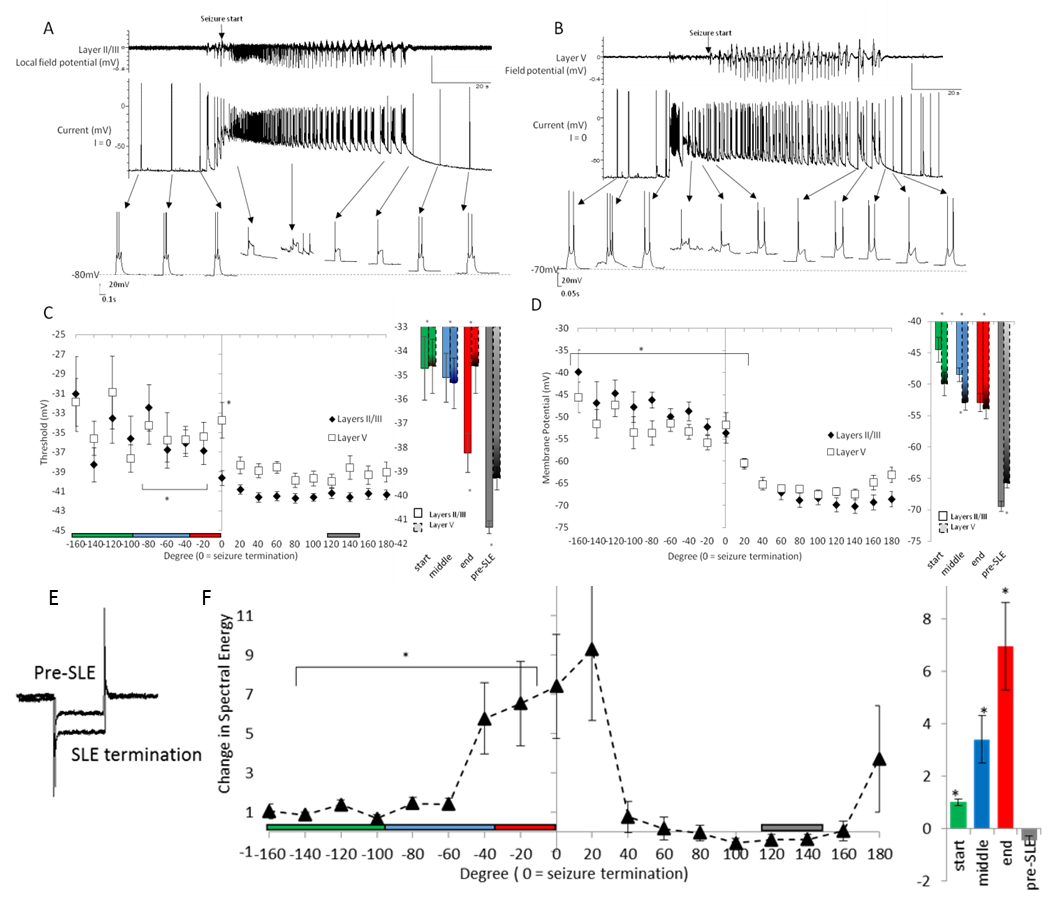 A
Seizure start
Layer II/III
Local field potential (mV)
20 s
0
Current (mV)
I = 0
-50
-80mV
20mV
0.1s
B
Seizure start
0
Layer V
Field potential (mV)
-0.4
20 s
0
Current (mV)
I = 0
-50
-70mV
20mV
0.05s
C
-25
-27
-29
-31
-33
-35
-37
-39
-41
-43
-45
Threshold (mV)
*
*
Layers II/III
Layer V
-160-140-120-100 -80 -60 -40 -20 0 20 40 60 80 100 120 140 160 180
Degree (0 = seizure termination)
-33
-34
-35
-36
-37
-38
-39
-40
-41
-42
* * * * *
Layers II/III
Layer V
start
middle
end
pre-SLE
D
-30
-35
-40
-45
-50
-55
-60
-65
-70
-75
Membrane Potential (mV)
*
Layers II/III
Layer V
-160 -140 -120 -100 -80 -60 -40 -20 0 20 40 60 80 100 120 140 160 180
Degree (0 = seizure termination)
-40
-45
-50
-55
-60
-65
-70
-75
* * * * *
Layers II/III
Layer V
start
middle
end
pre-SLE
E
Pre-SLE
SLE termination
F
11
9
7
5
3
1
-1
Change in Spectral Energy
*
-160 -140 -120 -100 -80 -60 -40 -20 0 20 40 60 80 100 120 140 160 180
Degree ( 0 = seizure termination)
8
6
4
2
0
-2
* * *
start
middle
end
pre-SLE